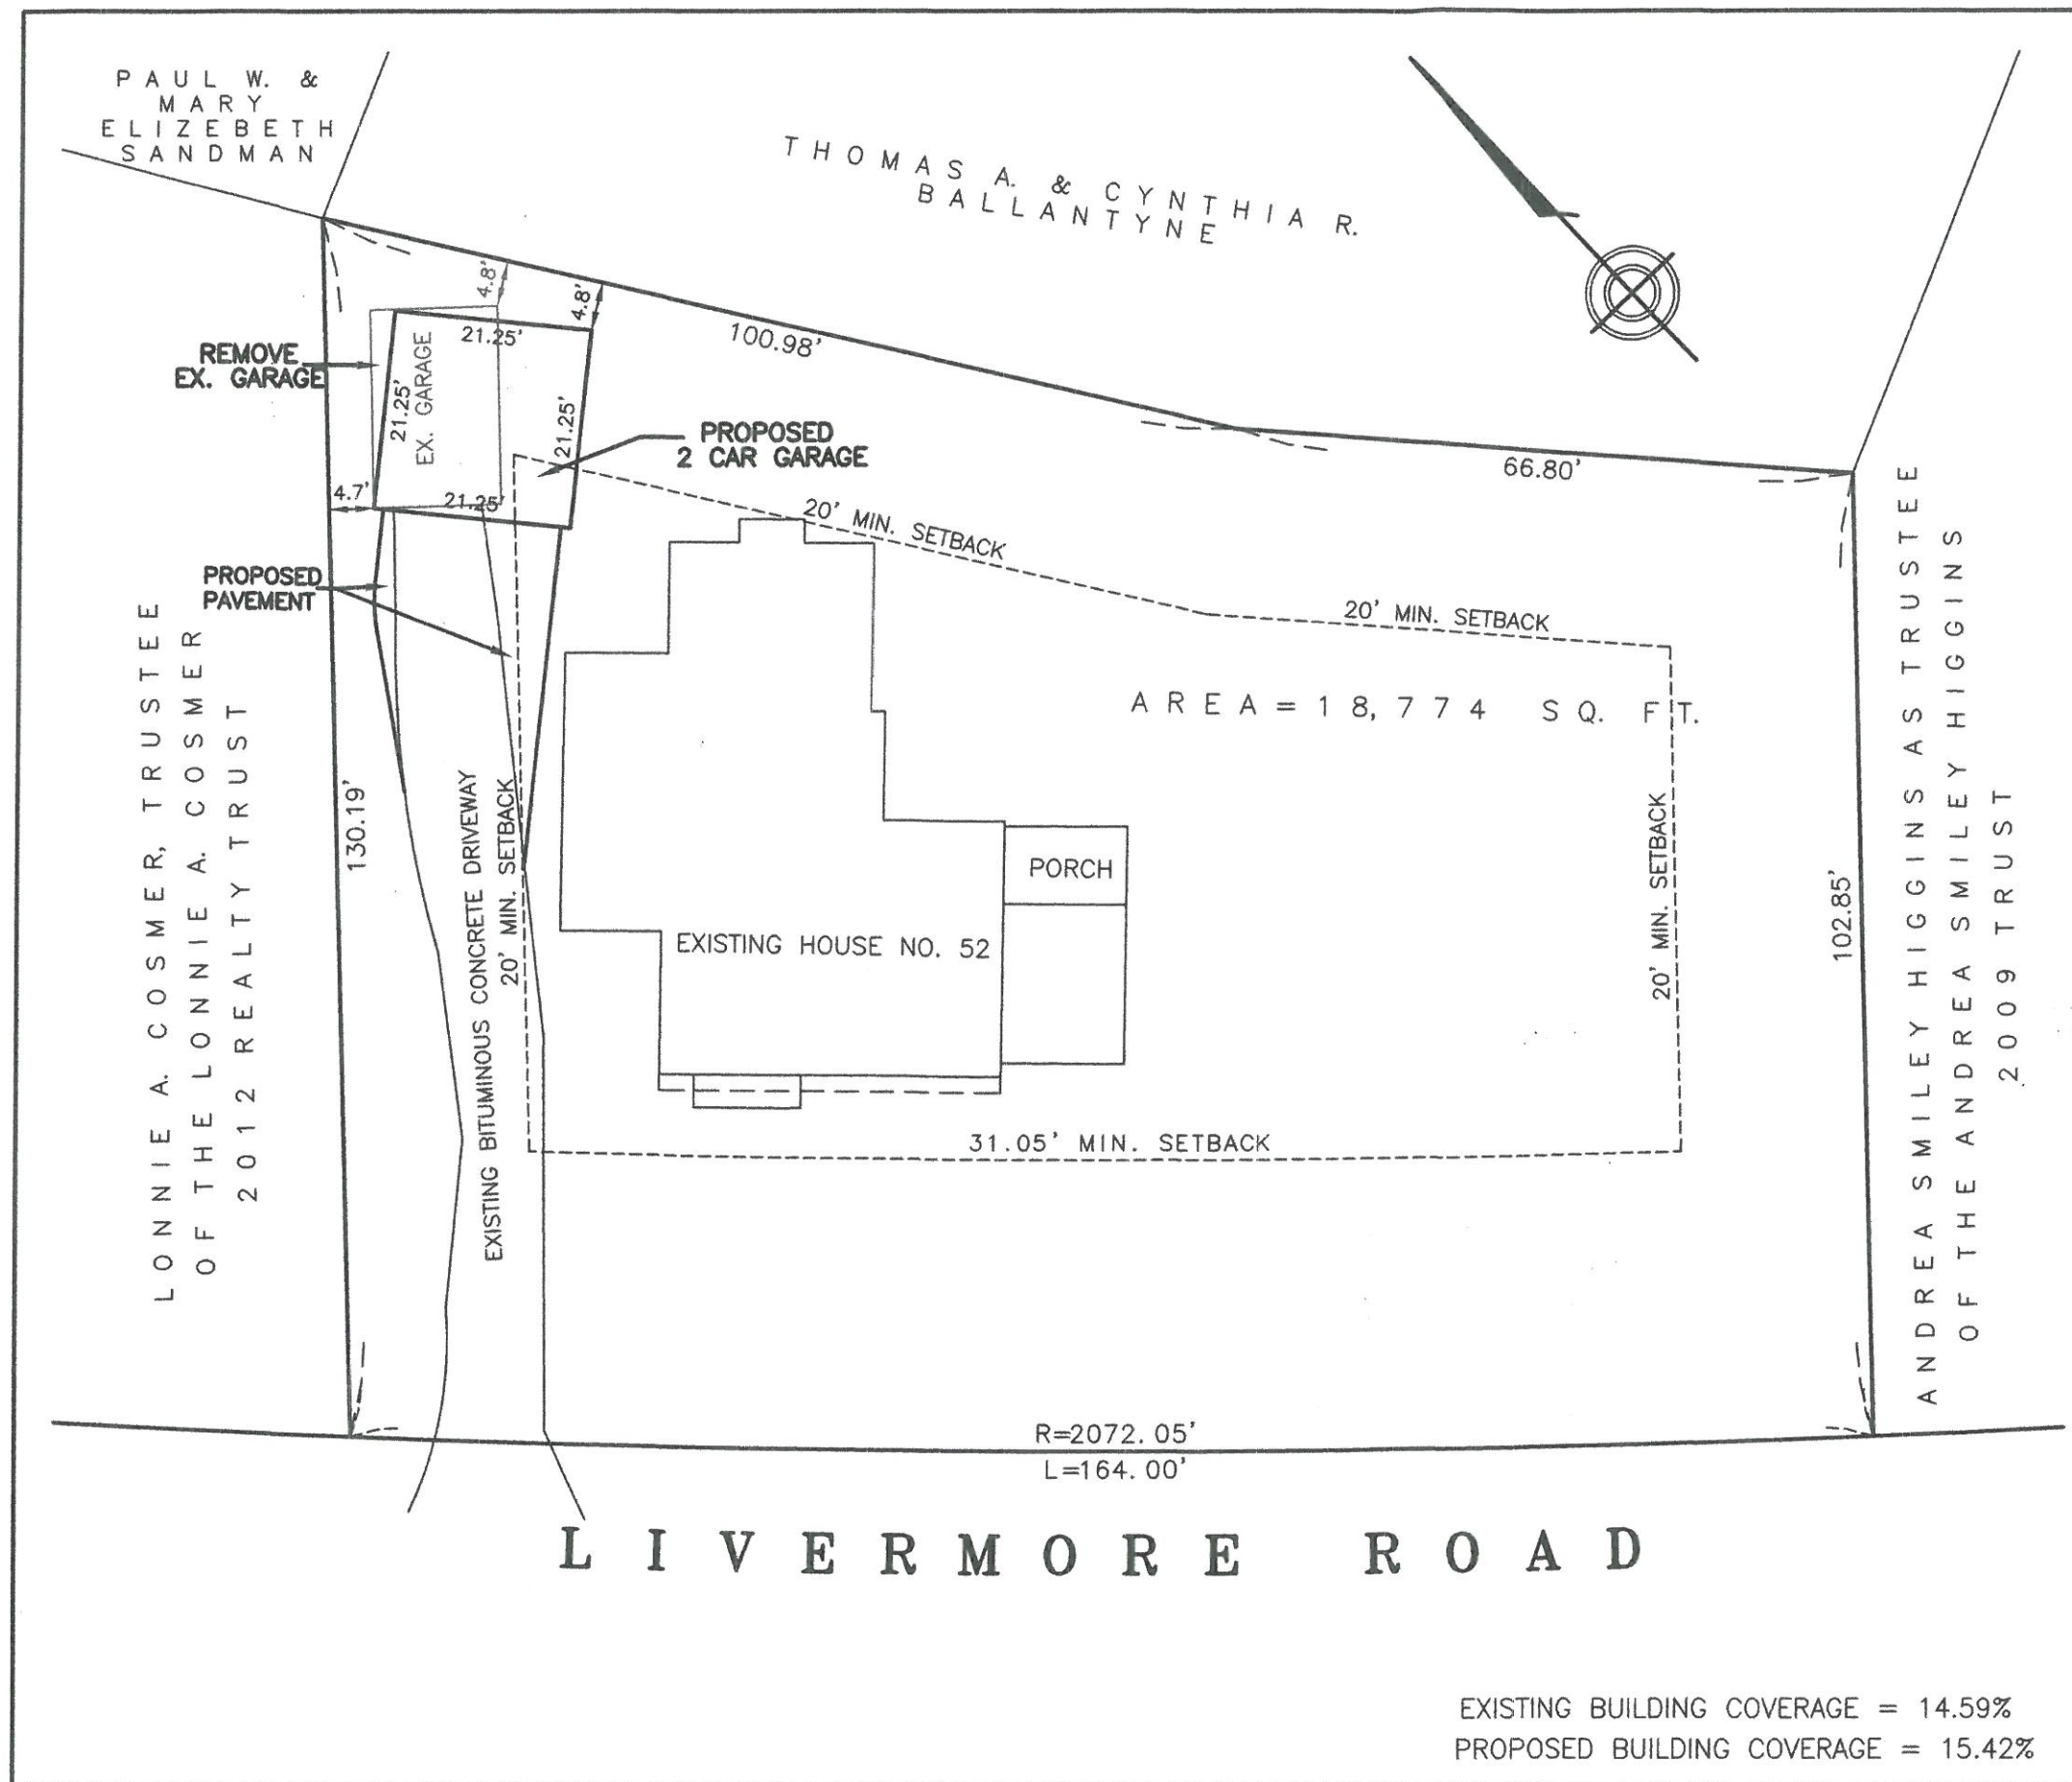 PAUL W. &
MARY
ELIZEBETH
SANDMAN
THOMAS A. & CYNTHIA R.
BALLANTYNE
4.8'
4.8'
21.25'
100.98'
REMOVE
EX. GARAGE
21.25'
EX. GARAGE
21.25'
PROPOSED
2 CAR GARAGE
66.80'
4.7'
21.25'
20' MIN. SETBACK
PROPOSED
PAVEMENT
20' MIN. SETBACK
AREA=18,774 SQ. FT.
LONNIE A. COSMER, TRUSTEE
OF THE LONNIE A. COSMER
2012 REALTY TRUST
130.19'
EXISTING BITUMINOUS CONCRETE DRIVEWAY
20' MIN. SETBACK
PORCH
EXISTING HOUSE NO. 52
20' MIN. SETBACK
102.85'
ANDREA SMILEY HIGGINS AS TRUSTEE
OF THE ANDREA SMILEY HIGGINS
2009 TRUST
31.05' MIN. SETBACK
R=2072.05'
L=164.00'
LIVERMORE ROAD
EXISTING BUILDING COVERAGE = 14.59%
PROPOSED BUILDING COVERAGE = 15.42%